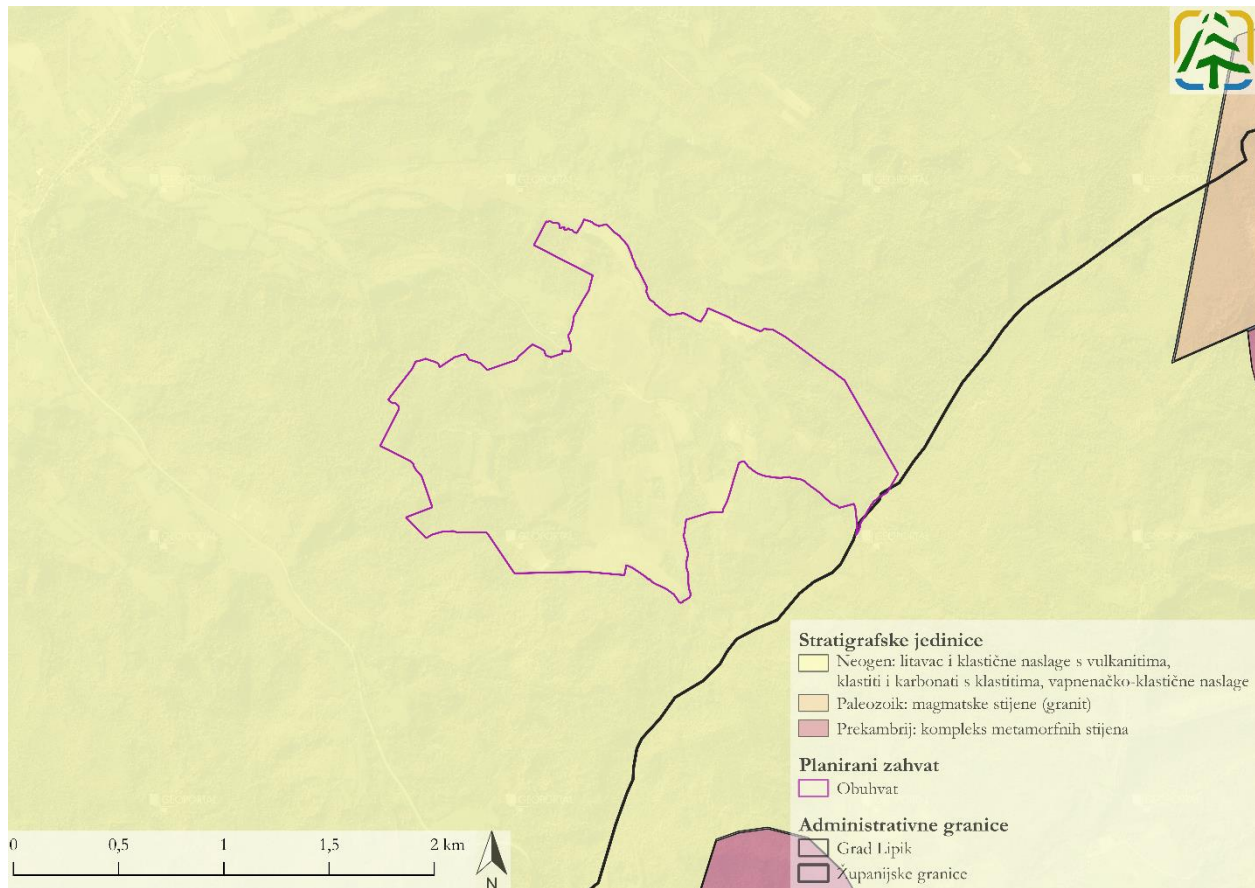 Stratigrafske jedinice
Neogen: litavac i klastične naslage s vulkanitima,
klastiti i karbonati s klastitima, vapnenačko-klastične naslage
Paleozoik: magmatske stijene (granit)
Prekambrij: kompleks metamorfnih stijena
Planirani zahvat
Obuhvat
Administrativne granice
Grad Lipik
Županijske granice
0 0,5 1 1,5 2 km
N